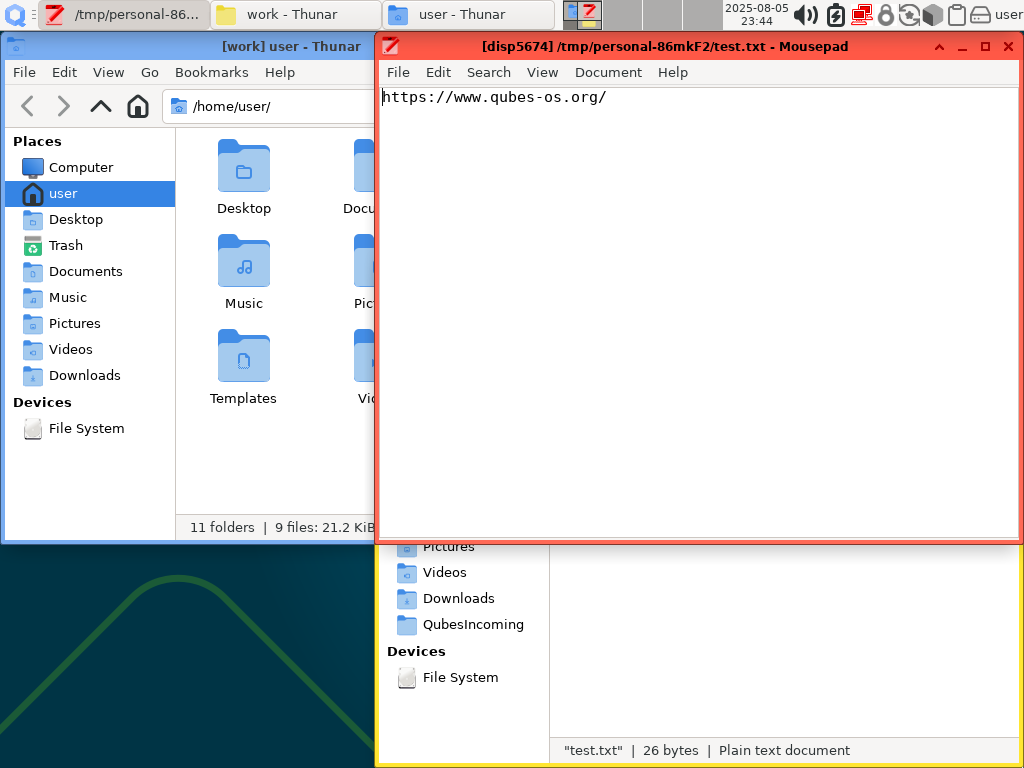 /tmp/personal-86...
work - Thunar
user - Thunar
2025-08-05
23:44
user
[work] user - Thunar
File Edit View Go Bookmarks Help
/home/user/
Places
Computer
user
Desktop
Trash
Documents
Music
Pictures
Videos
Downloads
Devices
File System
Desktop
Docu
Music
Pic
Templates
Vid
11 folders | 9 files: 21.2 KiB
[disp5674] /tmp/personal-86mkF2/test.txt - Mousepad
File Edit Search View Document Help
https://www.qubes-os.org/
Pictures
Videos
Downloads
QubesIncoming
Devices
File System
"test.txt" | 26 bytes | Plain text document